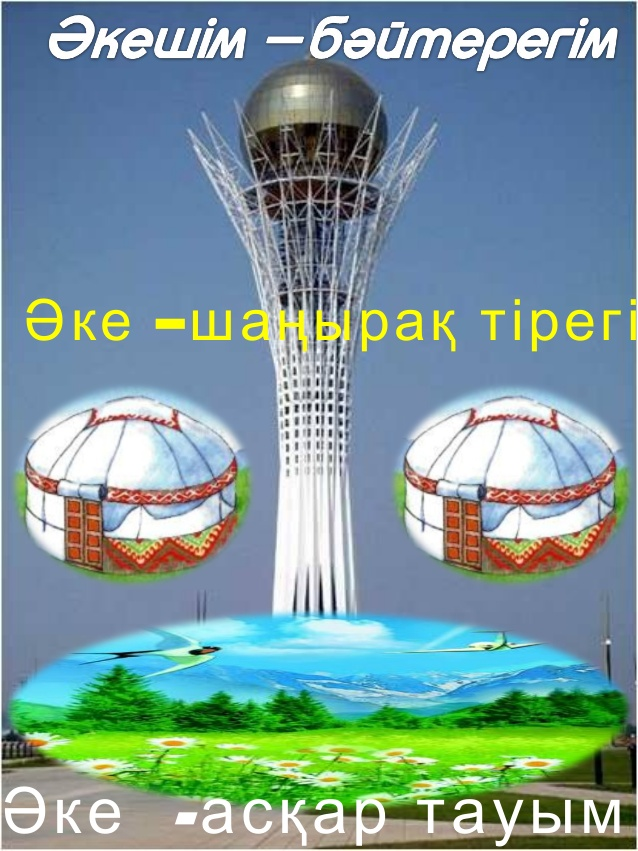 Әкешім – бәйтерегім
Әке –шаңырақ тірегі
Әке -асқар тауым